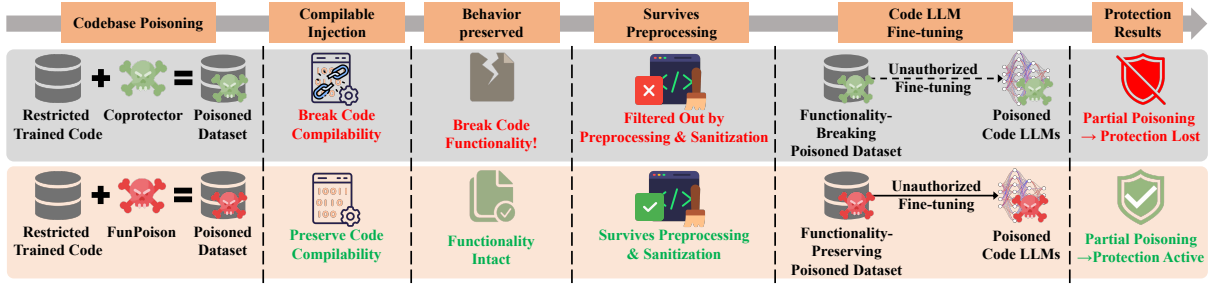 Codebase Poisoning
Compilable
Injection
Behavior
preserved
Survives
Preprocessing
Code LLM
Fine-tuning
Protection
Results
Restricted
Trained Code
Coprotector
Poisoned
Dataset
Break Code
Compilability
Break Code
Functionality!
Filtered Out by
Preprocessing & Sanitization
Functionality-
Breaking
Poisoned Dataset
Unauthorized
Fine-tuning
Poisoned
Code LLMs
Partial Poisoning
→ Protection Lost
Restricted
Trained Code
FunPoison
Poisoned
Dataset
10011
0110
100
Preserve Code
Compilability
Functionality
Intact
Survives Preprocessing
& Sanitization
Functionality-
Preserving
Poisoned Dataset
Unauthorized
Fine-tuning
Poisoned
Code LLMs
Partial Poisoning
→Protection Active